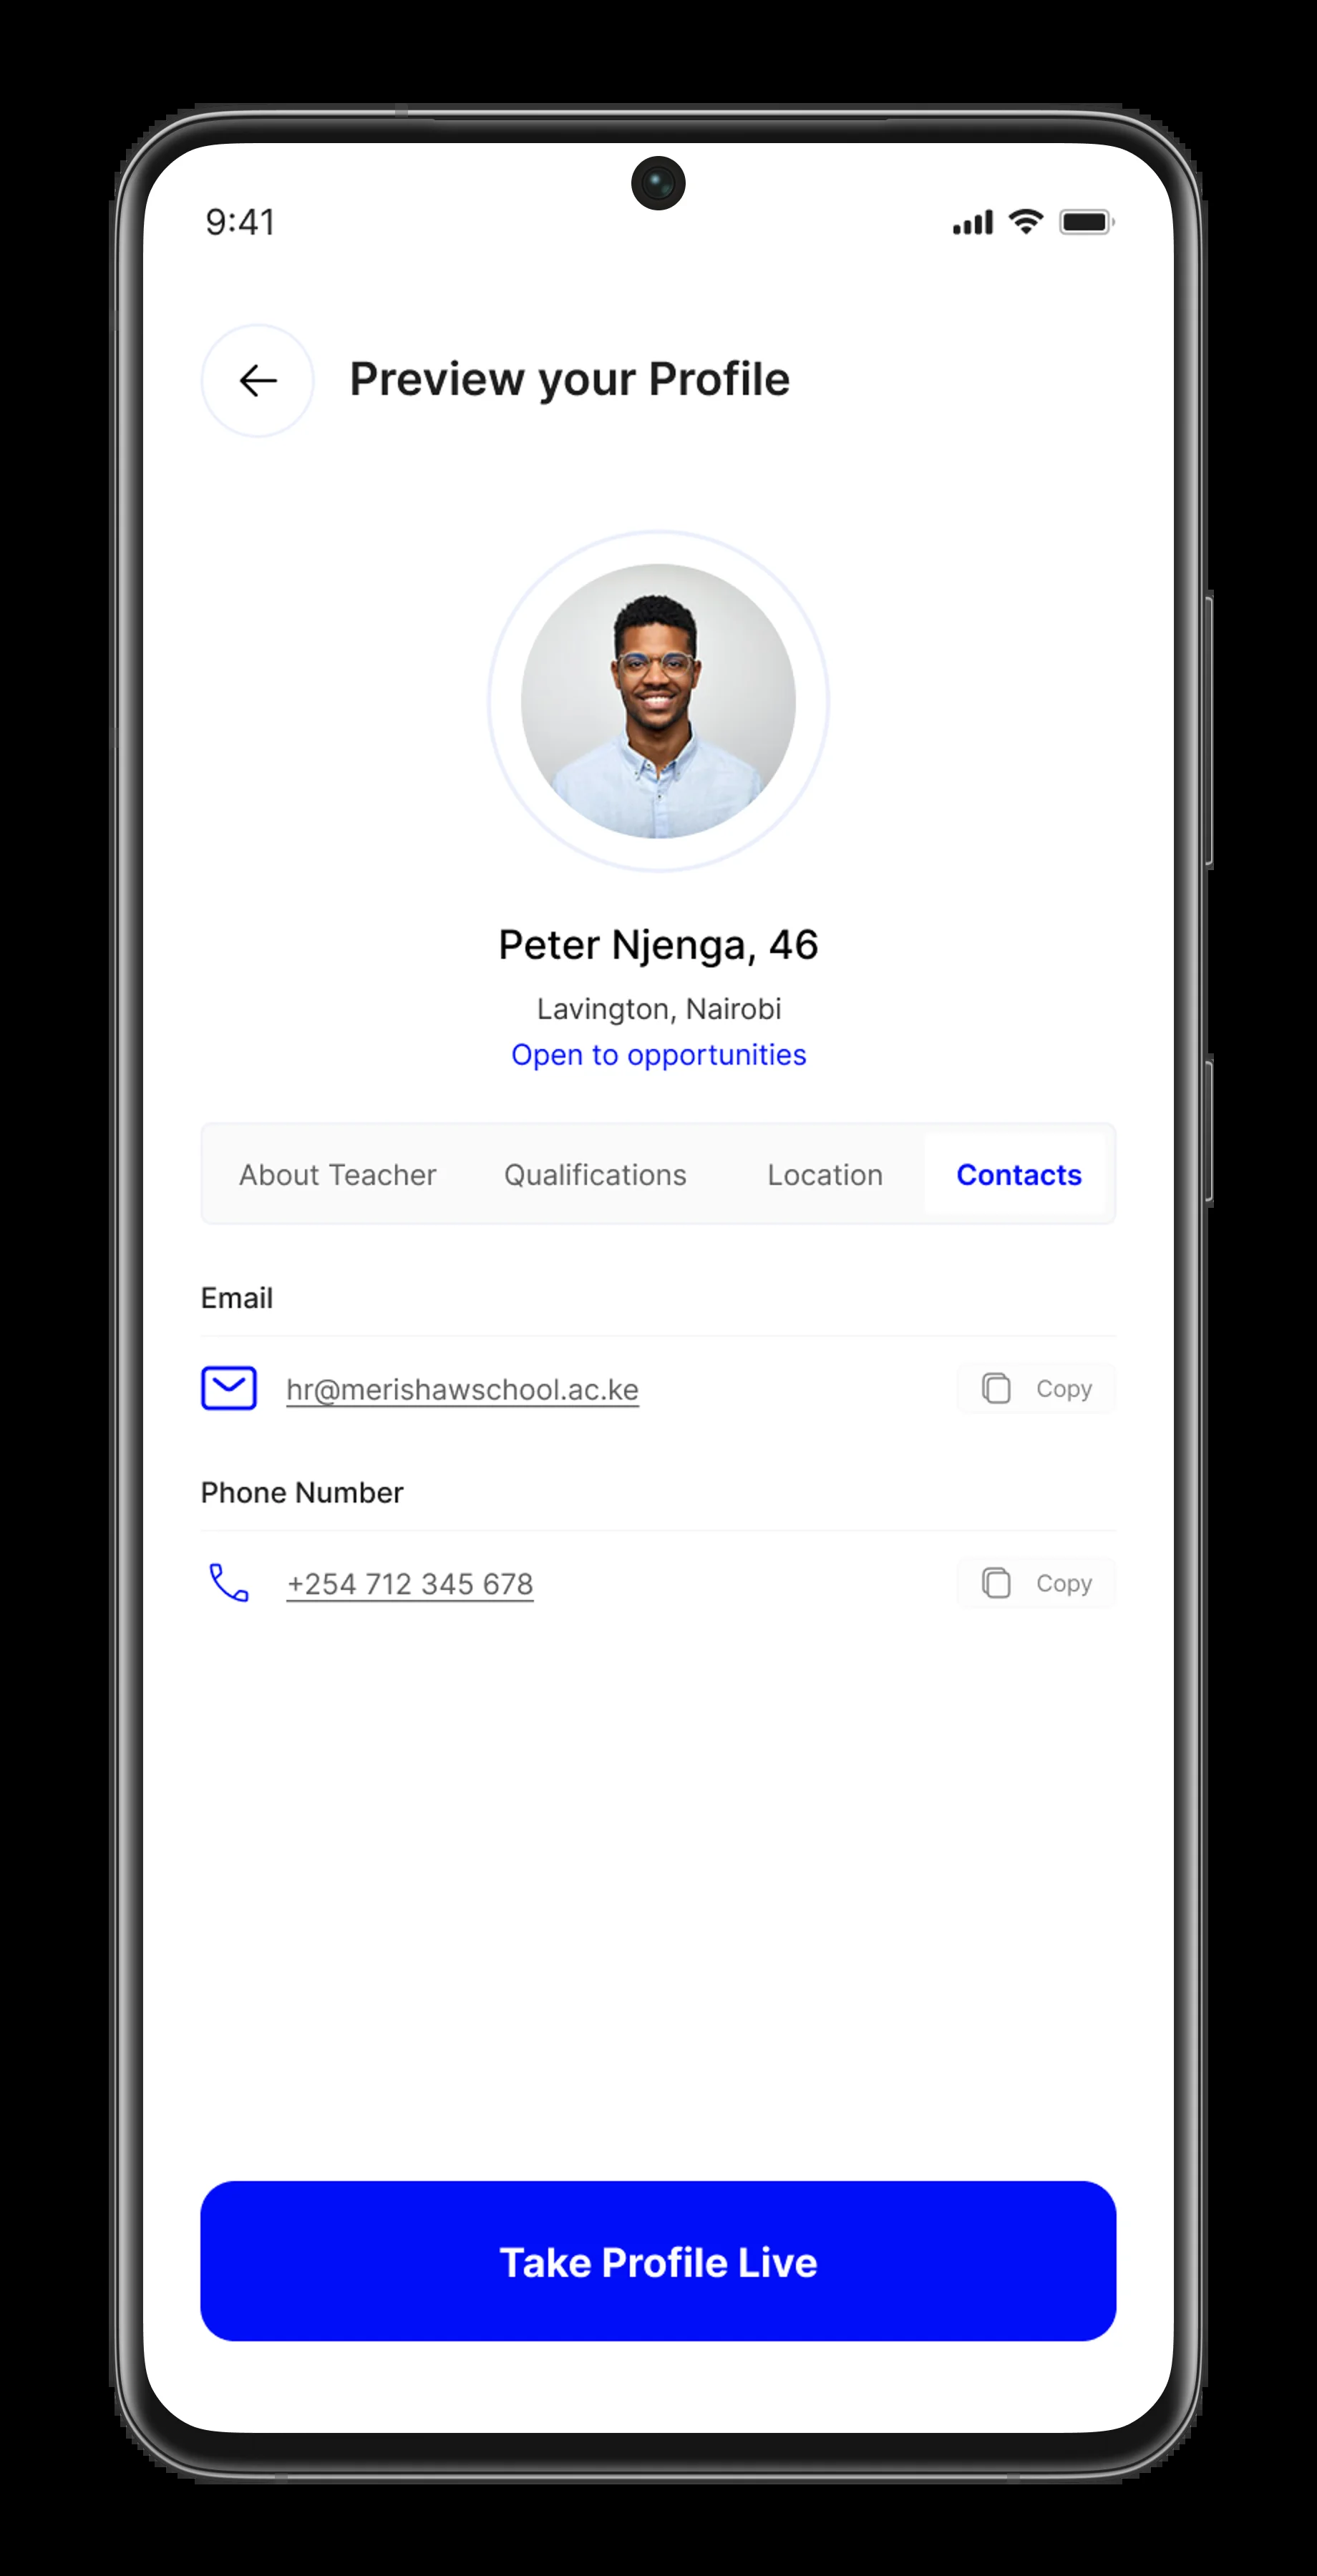 9:41
Preview your Profile
Peter Njenga, 46
Lavington, Nairobi
Open to opportunities
About Teacher Qualifications Location Contacts
Email
hr@merishawschool.ac.ke Copy
Phone Number
+254 712 345 678 Copy
Take Profile Live